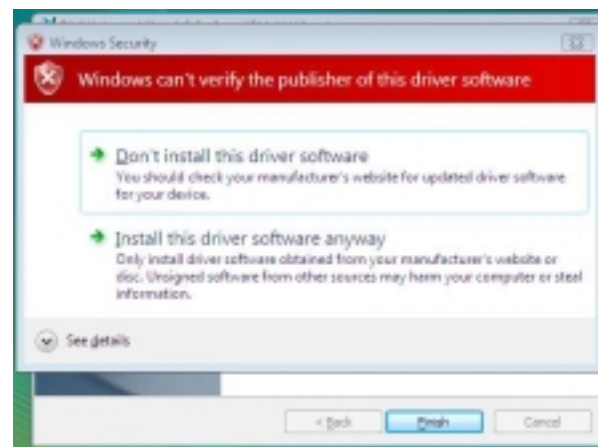 Windows Security
Windows can't verify the publisher of this driver software
Don't install this driver software
You should check your manufacturer's website for updated driver software
for your device.
Install this driver software anyway
Only install driver software obtained from your manufacturer's website or
disc. Unsigned software from other sources may harm your computer or steal
information.
See details
< Back
Finish
Cancel